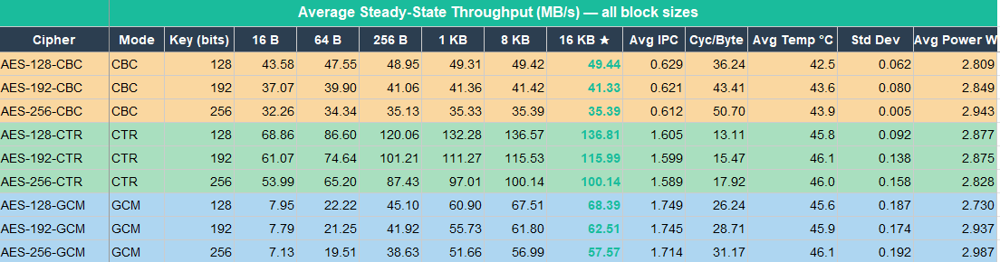 Average Steady-State Throughput (MB/s) — all block sizes
Cipher Mode Key (bits) 16 B 64 B 256 B 1 KB 8 KB 16 KB ★ Avg IPC Cyc/Byte Avg Temp °C Std Dev Avg Power W
AES-128-CBC CBC 128 43.58 47.55 48.95 49.31 49.42 49.44 0.629 36.24 42.5 0.062 2.809
AES-192-CBC CBC 192 37.07 39.90 41.06 41.36 41.42 41.33 0.621 43.41 43.6 0.080 2.849
AES-256-CBC CBC 256 32.26 34.34 35.13 35.33 35.39 35.39 0.612 50.70 43.9 0.005 2.943
AES-128-CTR CTR 128 68.86 86.60 120.06 132.28 136.57 136.81 1.605 13.11 45.8 0.092 2.877
AES-192-CTR CTR 192 61.07 74.64 101.21 111.27 115.53 115.99 1.599 15.47 46.1 0.138 2.875
AES-256-CTR CTR 256 53.99 65.20 87.43 97.01 100.14 100.14 1.589 17.92 46.0 0.158 2.828
AES-128-GCM GCM 128 7.95 22.22 45.10 60.90 67.51 68.39 1.749 26.24 45.6 0.187 2.730
AES-192-GCM GCM 192 7.79 21.25 41.92 55.73 61.80 62.51 1.745 28.71 45.9 0.174 2.937
AES-256-GCM GCM 256 7.13 19.51 38.63 51.66 56.99 57.57 1.714 31.17 46.1 0.192 2.987